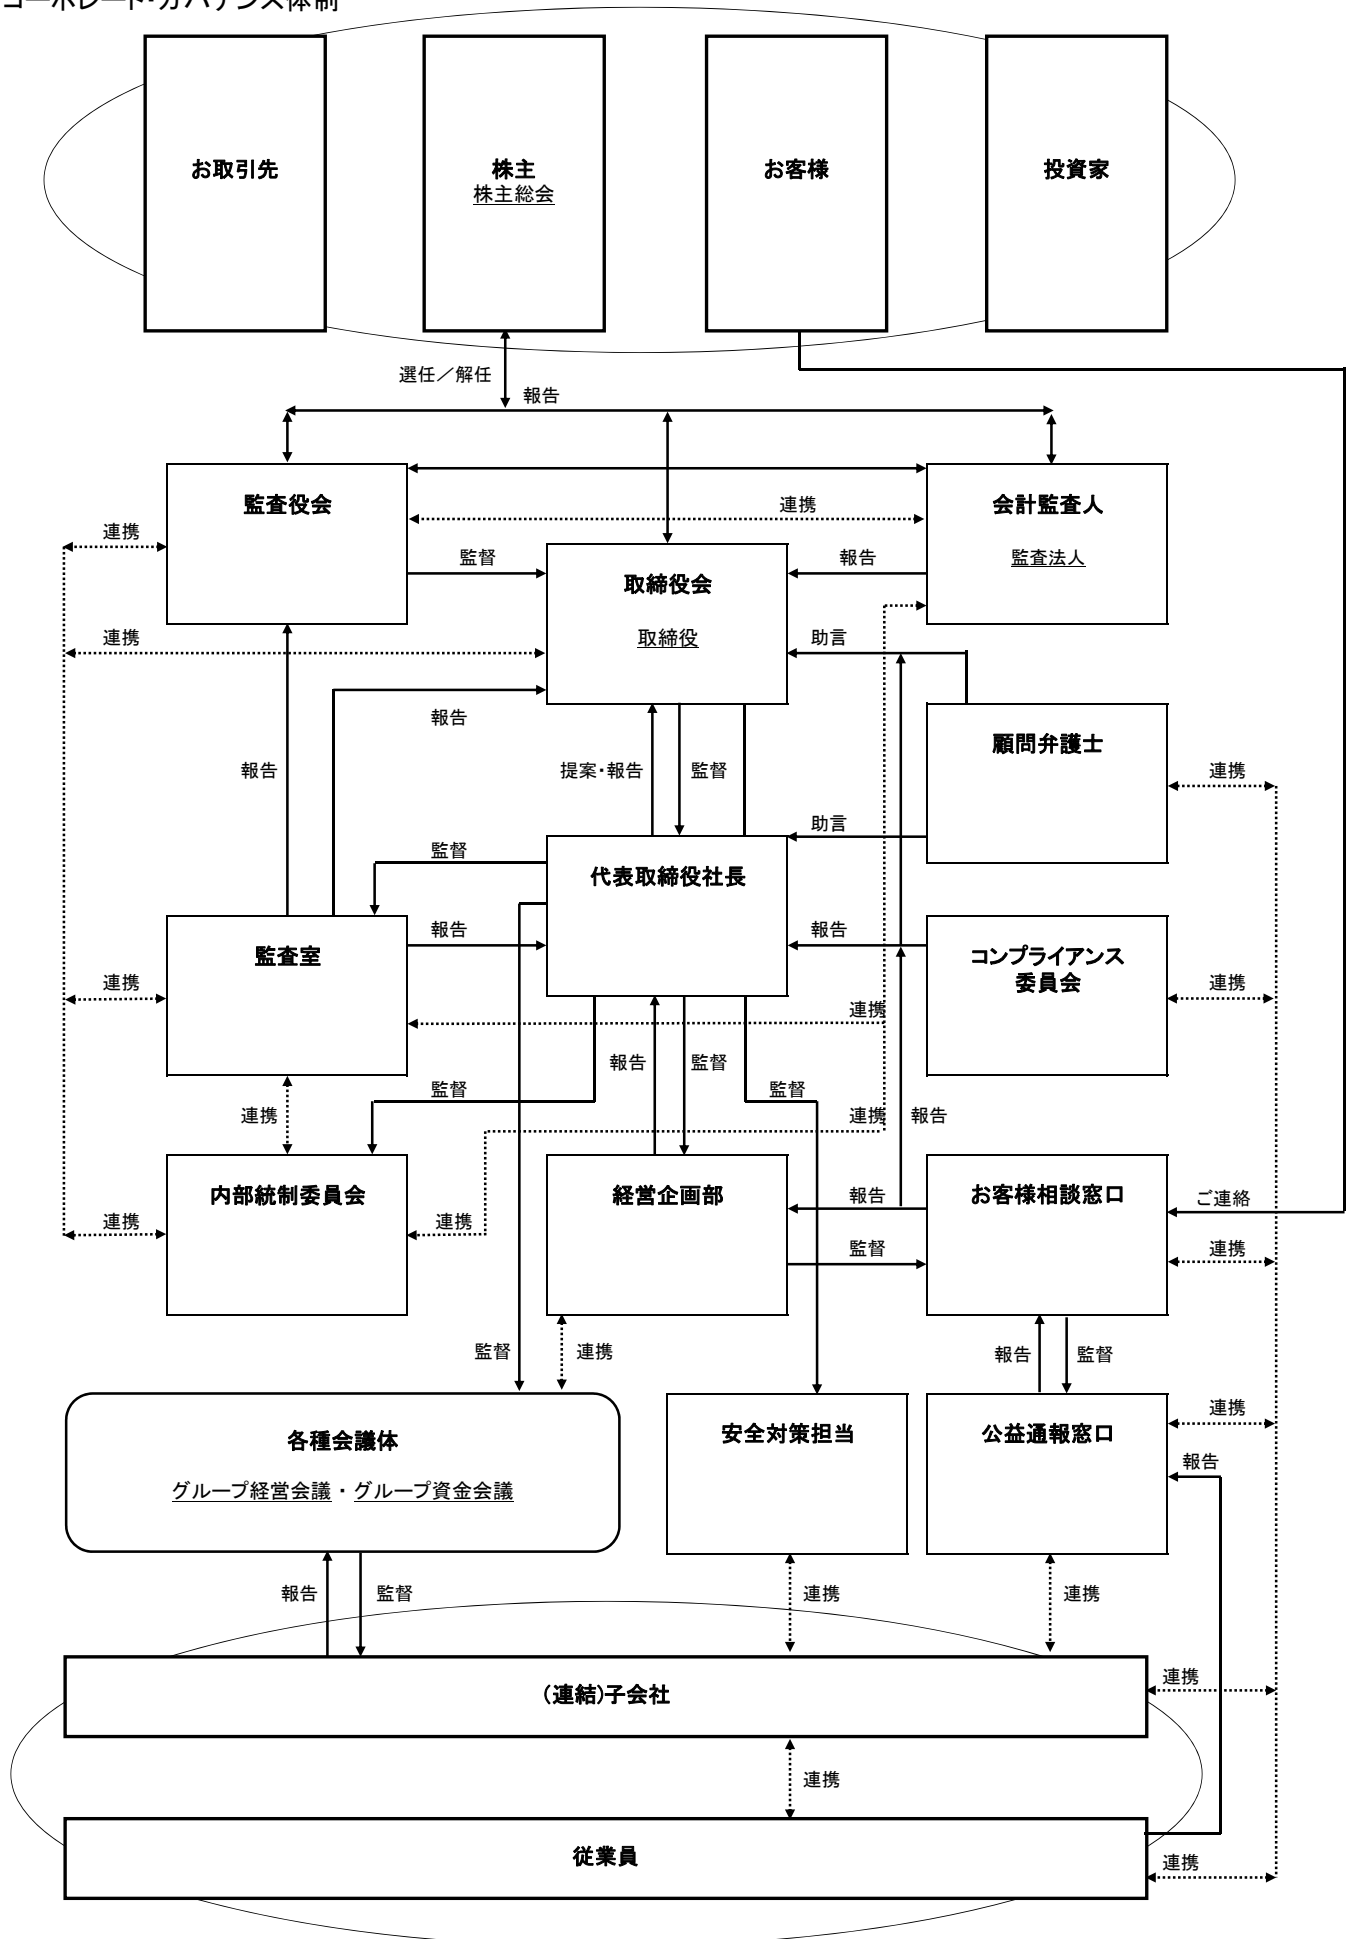 コーポレート・ガバナンス体制
お取引先
株主
株主総会
お客様
投資家
選任／解任
報告
監査役会
会計監査人
監査法人
連携
連携
監督
報告
取締役会
取締役
連携
助言
報告
顧問弁護士
報告
提案・報告
監督
連携
助言
監督
代表取締役社長
報告
報告
監査室
コンプライアンス
委員会
連携
連携
連携
報告
監督
監督
監督
連携
連携
報告
内部統制委員会
経営企画部
お客様相談窓口
報告
ご連絡
連携
連携
監督
連携
監督
連携
報告
監督
各種会議体
グループ経営会議・グループ資金会議
安全対策担当
公益通報窓口
連携
報告
報告
監督
連携
連携
(連結)子会社
連携
連携
従業員
連携